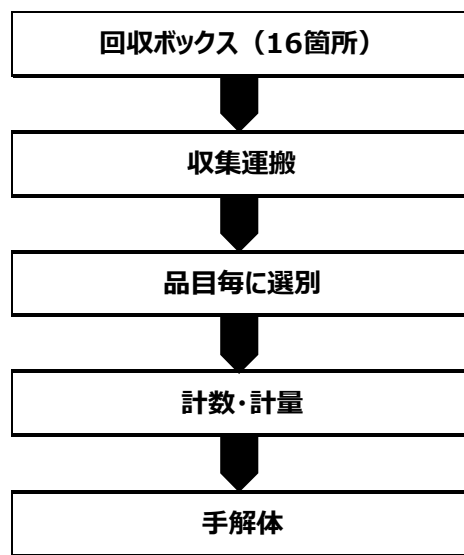 回収ボックス（16箇所）
収集運搬
品目毎に選別
計数･計量
手解体